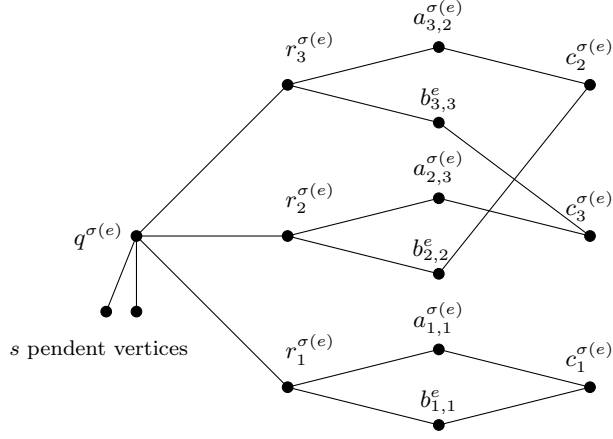 a_{3,2}^{σ(e)}
r_3^{σ(e)}
c_2^{σ(e)}
b_{3,3}^e
a_{2,3}^{σ(e)}
r_2^{σ(e)}
c_3^{σ(e)}
q^{σ(e)}
b_{2,2}^e
a_{1,1}^{σ(e)}
s pendent vertices
r_1^{σ(e)}
c_1^{σ(e)}
b_{1,1}^e